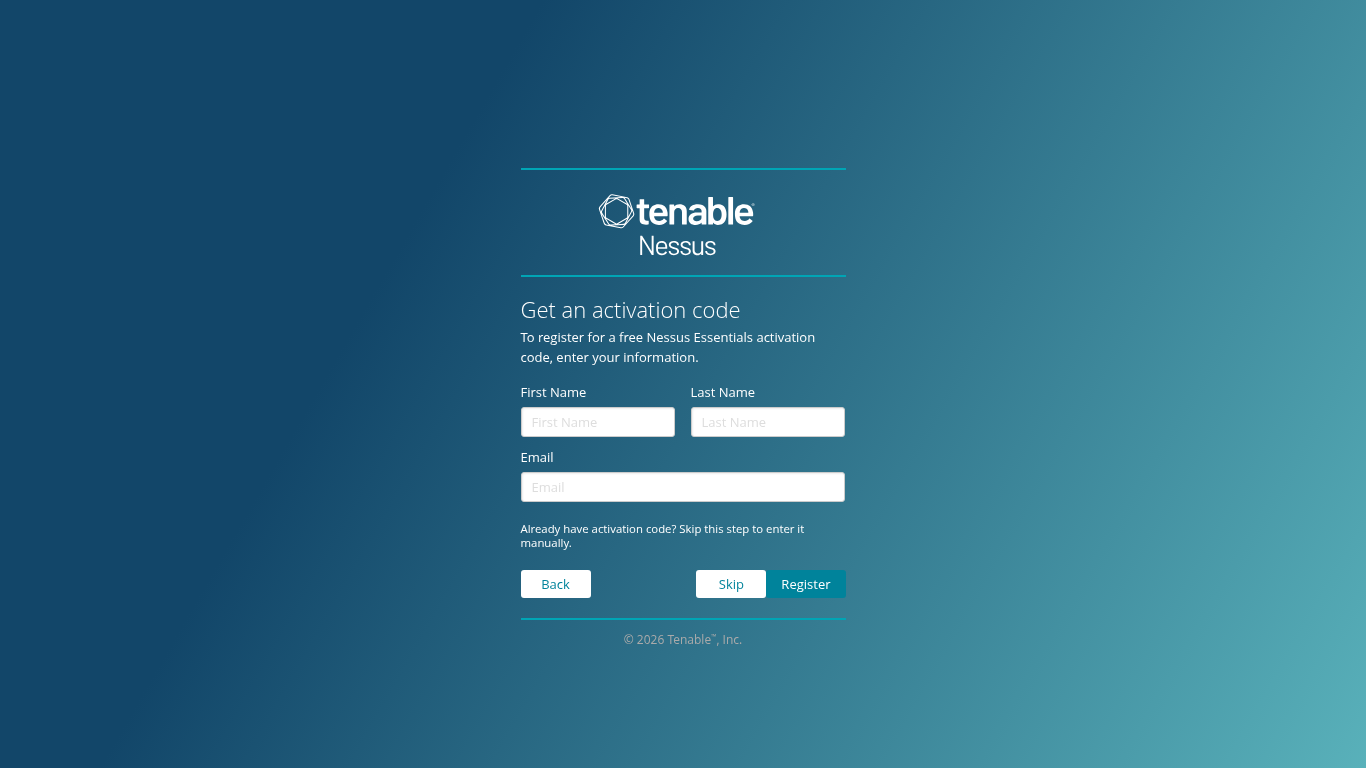 tenable
Nessus
Get an activation code
To register for a free Nessus Essentials activation
code, enter your information.
First Name
Last Name
First Name
Last Name
Email
Email
Already have activation code? Skip this step to enter it
manually.
Back
Skip
Register
© 2026 Tenable™, Inc.